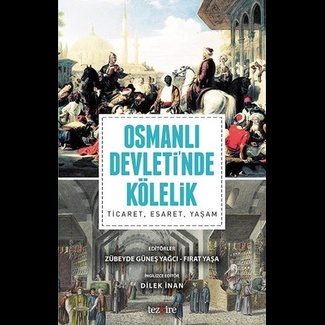 OSMANLI
DEVLETİ'NDE
KÖLELİK
TİCARET, ESARET, YAŞAM
EDİTÖRLER
ZÜBEYDE GÜNEŞ YAĞCI - FIRAT YAŞA
İNGİLİZCE EDİTÖR
DİLEK İNAN
tezkire